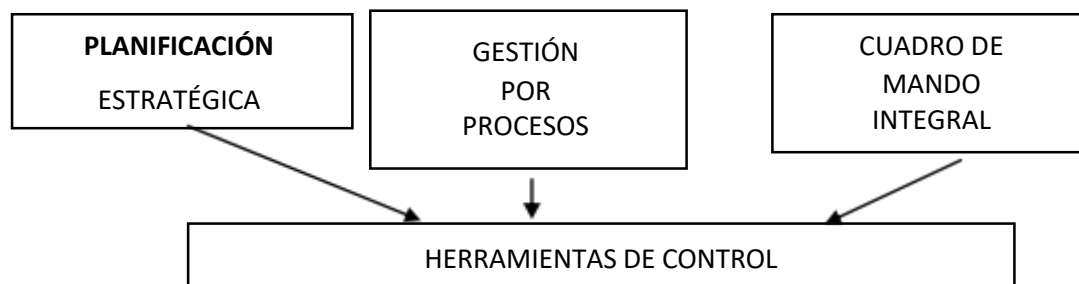 PLANIFICACIÓN
ESTRATÉGICA
GESTIÓN
POR
PROCESOS
CUADRO DE
MANDO
INTEGRAL
HERRAMIENTAS DE CONTROL